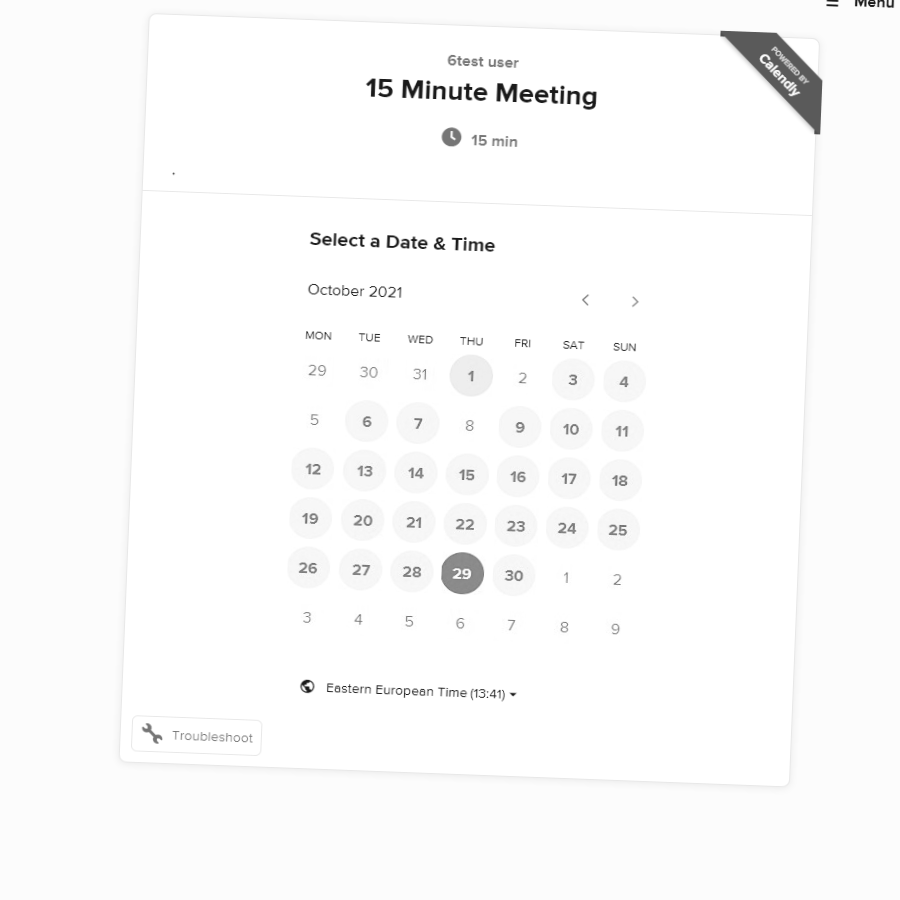 Menu
POWERED BY
Calendly
6test user
15 Minute Meeting
15 min
.
Select a Date & Time
October 2021
MON TUE WED THU FRI SAT SUN
29 30 31 1 2 3 4
5 6 7 8 9 10 11
12 13 14 15 16 17 18
19 20 21 22 23 24 25
26 27 28 29 30 1 2
3 4 5 6 7 8 9
Eastern European Time (13:41)
Troubleshoot